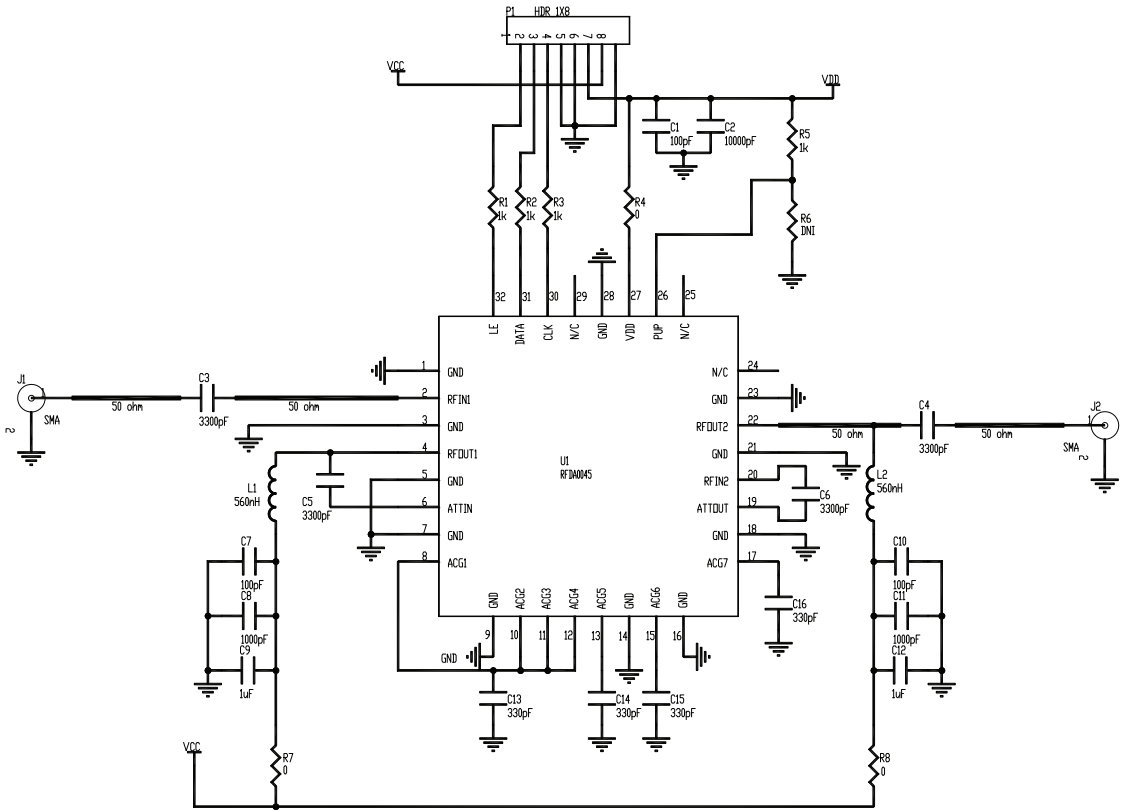 P1 HDR 1X8
1 2 3 4 5 6 7 8
VCC
VDD
C1
100pF
C2
10000pF
R5
1k
R1
1k
R2
1k
R3
1k
R4
0
R6
DNI
32 31 30 29 28 27 26 25
LE DATA CLK N/C GND VDD PUP N/C
J1
1
SMA
2
50 ohm
C3
3300pF
50 ohm
1 GND
2 RFIN1
3 GND
4 RFOUT1
5 GND
6 ATTIN
7 GND
8 ACG1
U1
RFDA0045
N/C 24
GND 23
RFOUT2 22
GND 21
RFIN2 20
ATTOUT 19
GND 18
ACG7 17
50 ohm
C4
3300pF
50 ohm
J2
1
SMA
2
L1
560nH
C5
3300pF
C6
3300pF
L2
560nH
C7
100pF
C8
1000pF
C9
1uF
C10
100pF
C11
1000pF
C12
1uF
C16
330pF
GND ACG2 ACG3 ACG4 ACG5 GND ACG6 GND
9 10 11 12 13 14 15 16
GND
C13
330pF
C14
330pF
C15
330pF
VCC
R7
0
R8
0